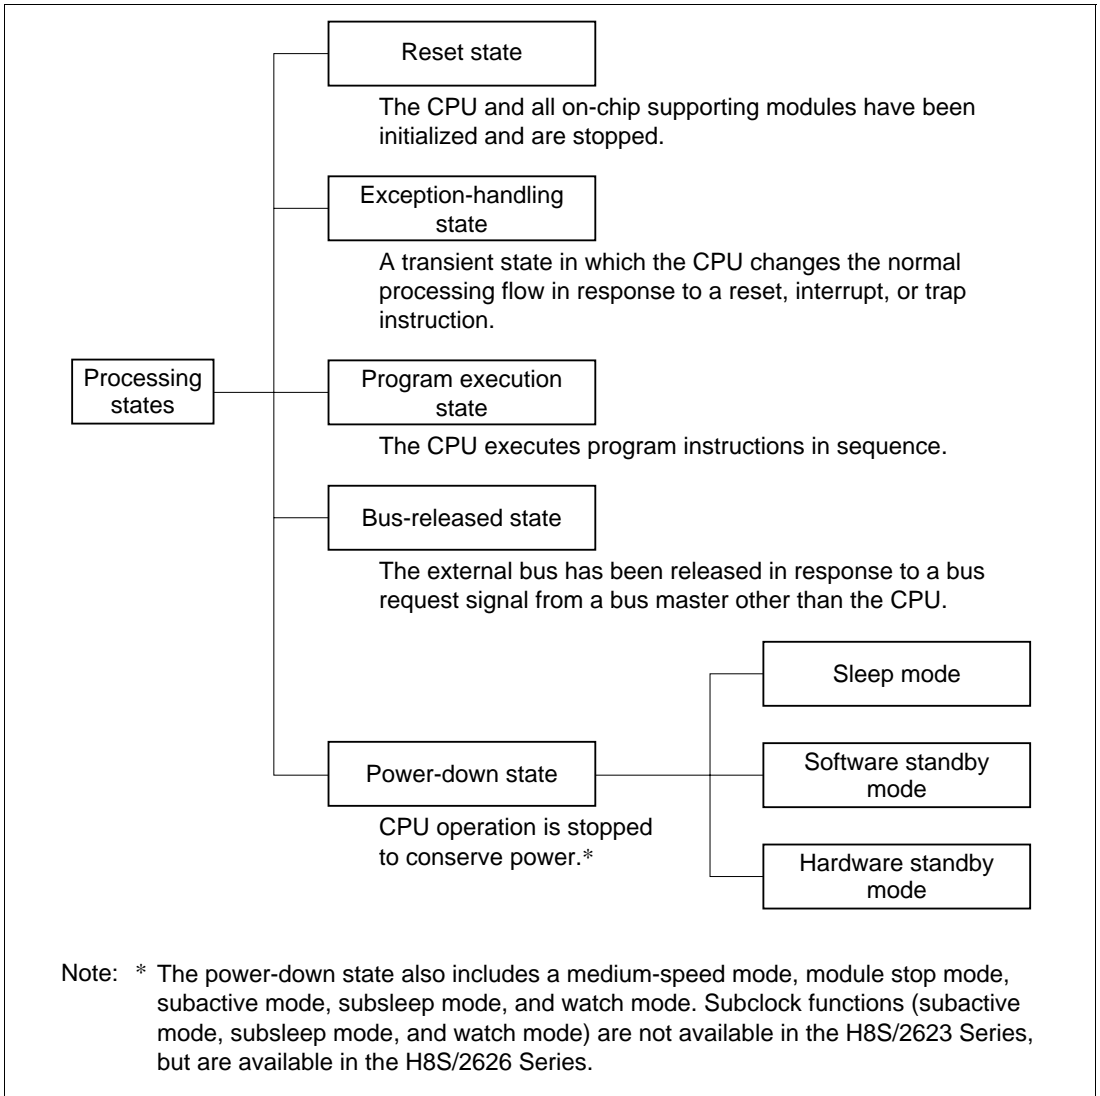 Reset state
The CPU and all on-chip supporting modules have been
initialized and are stopped.
Exception-handling
state
A transient state in which the CPU changes the normal
processing flow in response to a reset, interrupt, or trap
instruction.
Processing
states
Program execution
state
The CPU executes program instructions in sequence.
Bus-released state
The external bus has been released in response to a bus
request signal from a bus master other than the CPU.
Sleep mode
Power-down state
CPU operation is stopped
to conserve power.*
Software standby
mode
Hardware standby
mode
Note: * The power-down state also includes a medium-speed mode, module stop mode,
subactive mode, subsleep mode, and watch mode. Subclock functions (subactive
mode, subsleep mode, and watch mode) are not available in the H8S/2623 Series,
but are available in the H8S/2626 Series.